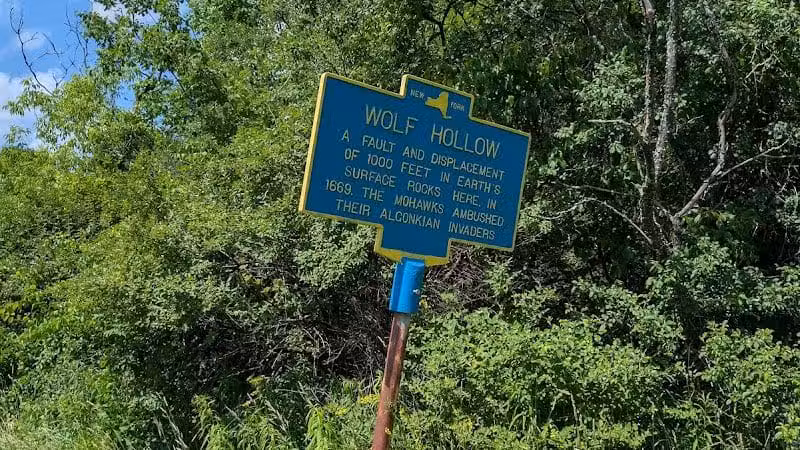 NEW YORK
WOLF HOLLOW
A FAULT AND DISPLACEMENT
OF 1000 FEET IN EARTH'S
SURFACE ROCKS HERE. IN
1669, THE MOHAWKS AMBUSHED
THEIR ALGONKIAN INVADERS